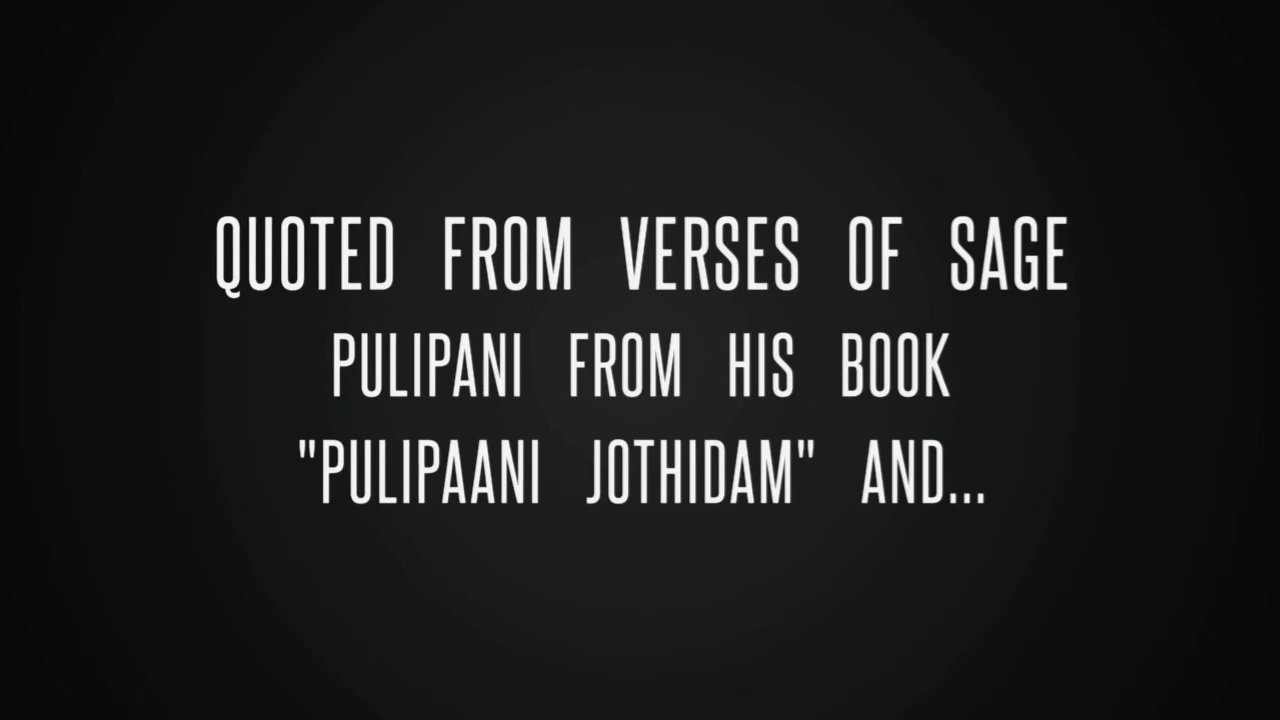 QUOTED FROM VERSES OF SAGE
PULIPANI FROM HIS BOOK
"PULIPAANI JOTHIDAM" AND...